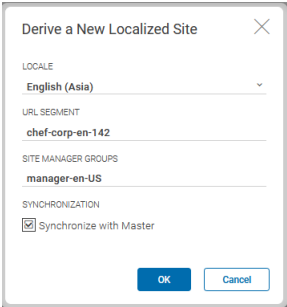 Derive a New Localized Site
LOCALE
English (Asia)
URL SEGMENT
chef-corp-en-142
SITE MANAGER GROUPS
manager-en-US
SYNCHRONIZATION
Synchronize with Master
OK
Cancel